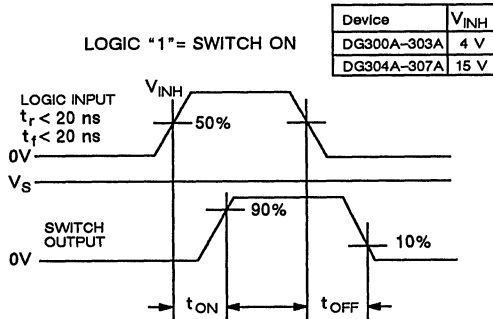 LOGIC "1"= SWITCH ON
Device VINH
DG300A–303A 4 V
DG304A–307A 15 V
VINH
LOGIC INPUT
tr < 20 ns
tf < 20 ns
50%
0V
VS
SWITCH
OUTPUT
90%
10%
0V
tON
tOFF